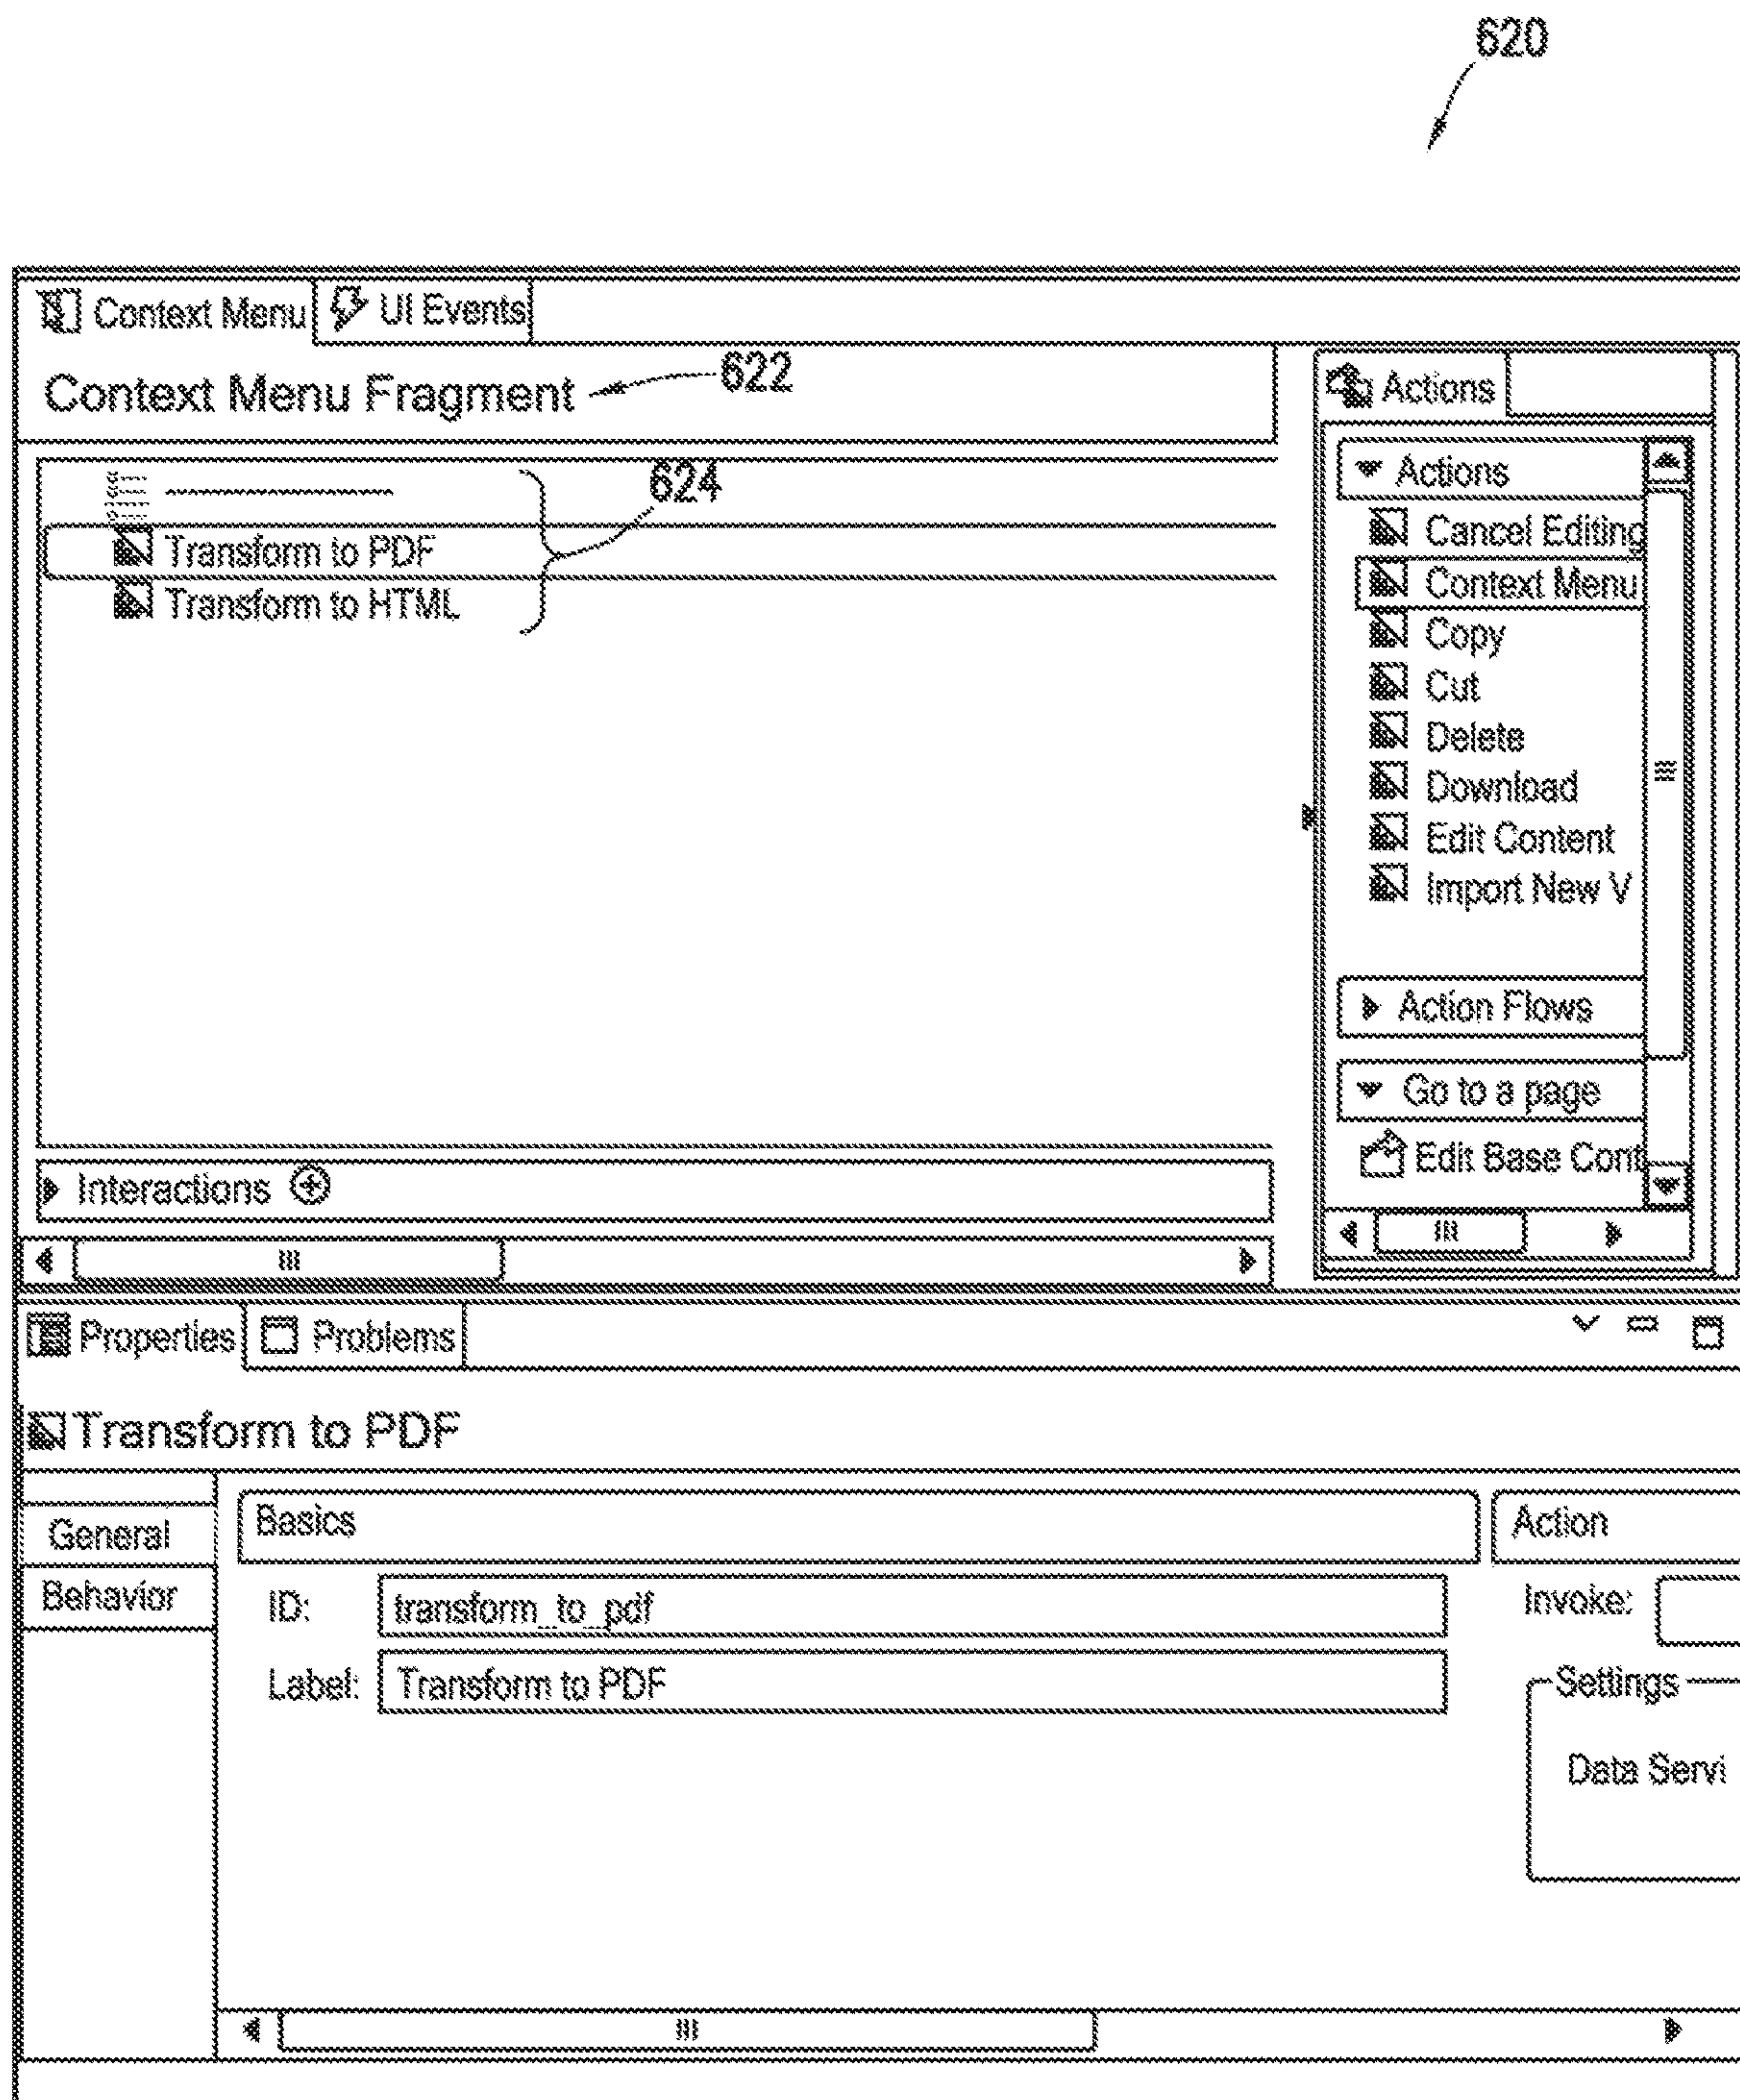 620
Context Menu UI Events
Context Menu Fragment 622
624
Transform to PDF
Transform to HTML
Actions
Actions
Cancel Editing
Context Menu
Copy
Cut
Delete
Download
Edit Content
Import New V
Action Flows
Go to a page
Edit Base Cont
Interactions
Properties Problems
Transform to PDF
General
Behavior
Basics
ID: transform_to_pdf
Label: Transform to PDF
Action
Invoke:
Settings
Data Servi